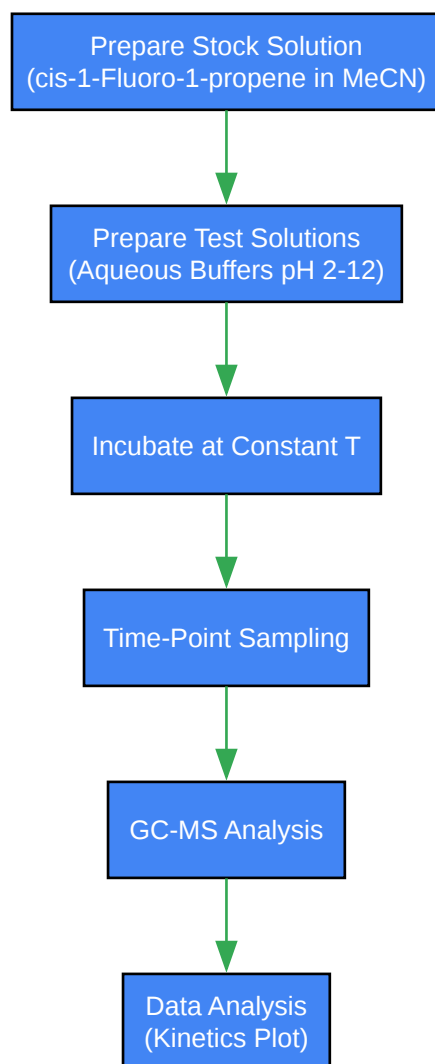 Prepare Stock Solution
(cis-1-Fluoro-1-propene in MeCN)
Prepare Test Solutions
(Aqueous Buffers pH 2-12)
Incubate at Constant T
Time-Point Sampling
GC-MS Analysis
Data Analysis
(Kinetics Plot)